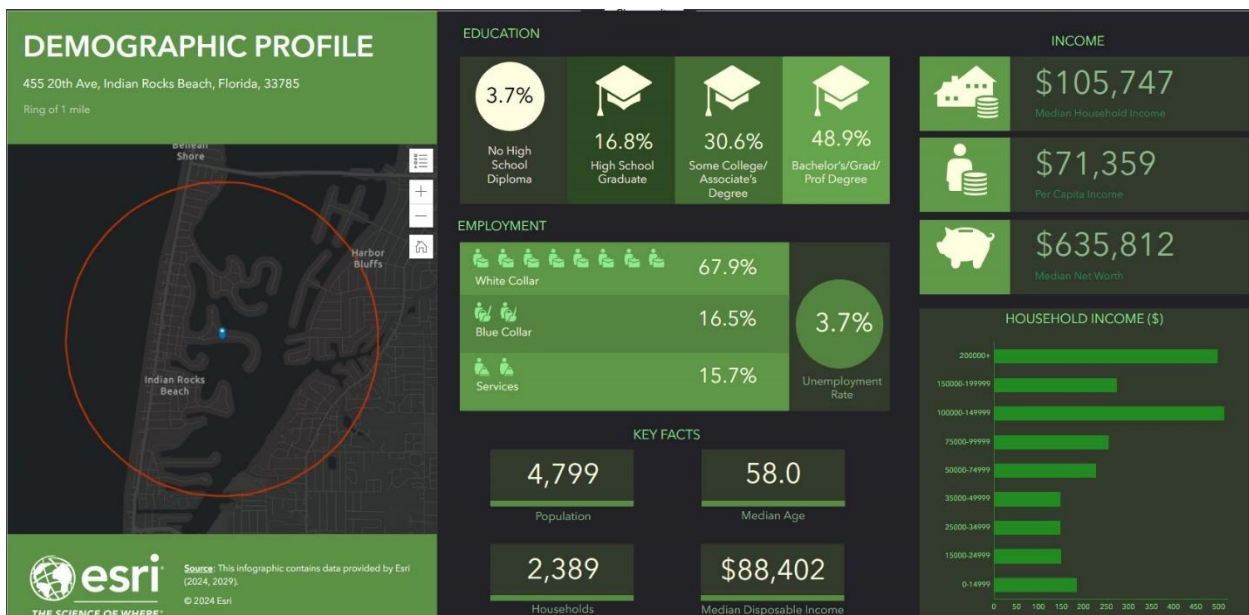 DEMOGRAPHIC PROFILE
455 20th Ave, Indian Rocks Beach, Florida, 33785
Ring of 1 mile
Belleair
Shore
Harbor
Bluffs
Indian Rocks
Beach
esri
THE SCIENCE OF WHERE®
Source: This infographic contains data provided by Esri
(2024, 2029).
© 2024 Esri
EDUCATION
3.7%
No High
School
Diploma
16.8%
High School
Graduate
30.6%
Some College/
Associate's
Degree
48.9%
Bachelor's/Grad/
Prof Degree
EMPLOYMENT
White Collar
67.9%
Blue Collar
16.5%
Services
15.7%
3.7%
Unemployment
Rate
KEY FACTS
4,799
Population
58.0
Median Age
2,389
Households
$88,402
Median Disposable Income
INCOME
$105,747
Median Household Income
$71,359
Per Capita Income
$635,812
Median Net Worth
HOUSEHOLD INCOME ($)
200000+
150000-199999
100000-149999
75000-99999
50000-74999
35000-49999
25000-34999
15000-24999
0-14999
0 50 100 150 200 250 300 350 400 450 500